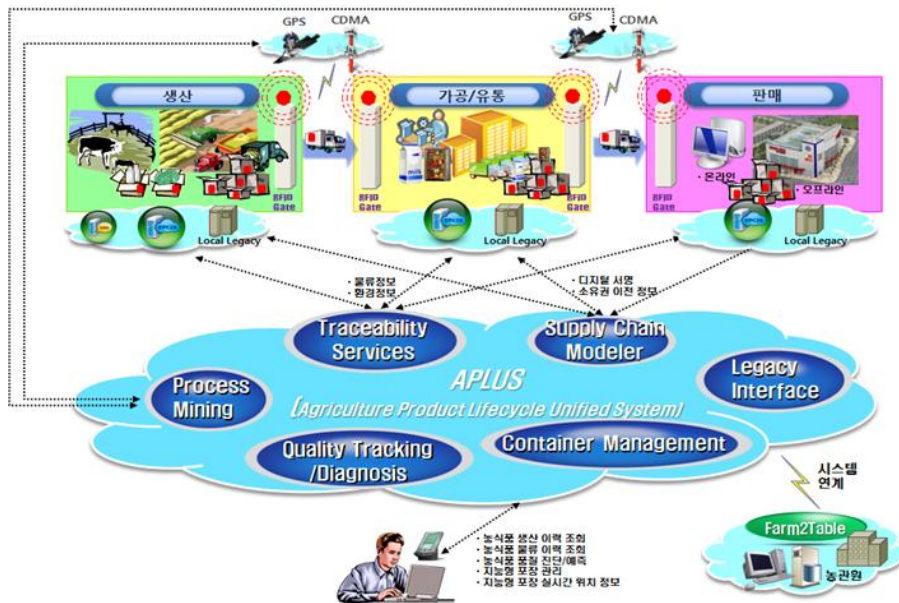 GPS CDMA
GPS CDMA
생산
가공/유통
판매
· 온라인
· 오프라인
RFID
Gate
RFID
Gate
RFID
Gate
RFID
Gate
Local Legacy
Local Legacy
Local Legacy
· 물류정보
· 환경정보
· 디지털 서명
· 소유권 이전 정보
Traceability
Services
Supply Chain
Modeler
Process
Mining
APLUS
(Agriculture Product Lifecycle Unified System)
Legacy
Interface
Quality Tracking
/Diagnosis
Container Management
시스템
연계
Farm2Table
농관원
· 농식품 생산 이력 조회
· 농식품 물류 이력 조회
· 농식품 품질 진단/예측
· 지능형 포장 관리
· 지능형 포장 실시간 위치 정보